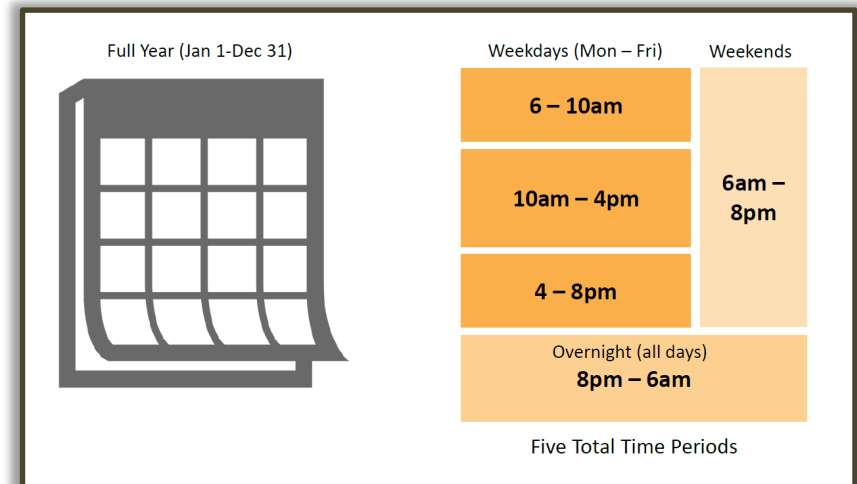 Full Year (Jan 1-Dec 31)
Weekdays (Mon – Fri)
Weekends
6 – 10am
10am – 4pm
4 – 8pm
6am –
8pm
Overnight (all days)
8pm – 6am
Five Total Time Periods